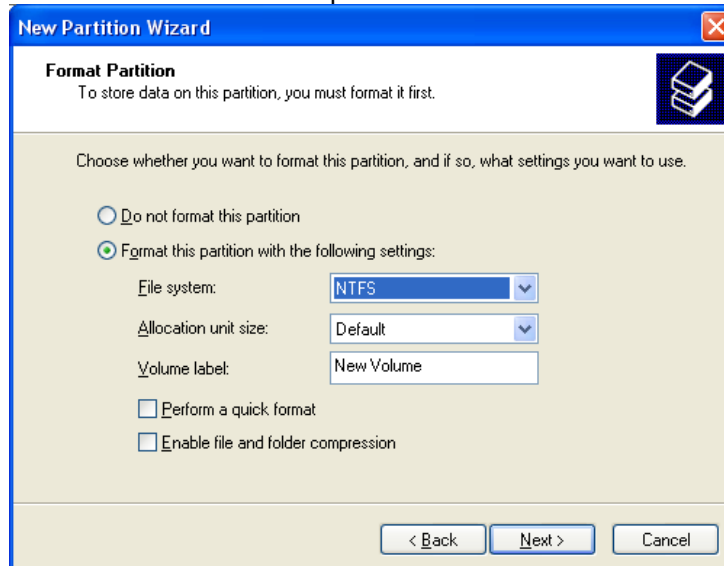 New Partition Wizard
Format Partition
To store data on this partition, you must format it first.
Choose whether you want to format this partition, and if so, what settings you want to use.
Do not format this partition
Format this partition with the following settings:
File system: NTFS
Allocation unit size: Default
Volume label: New Volume
Perform a quick format
Enable file and folder compression
< Back Next > Cancel